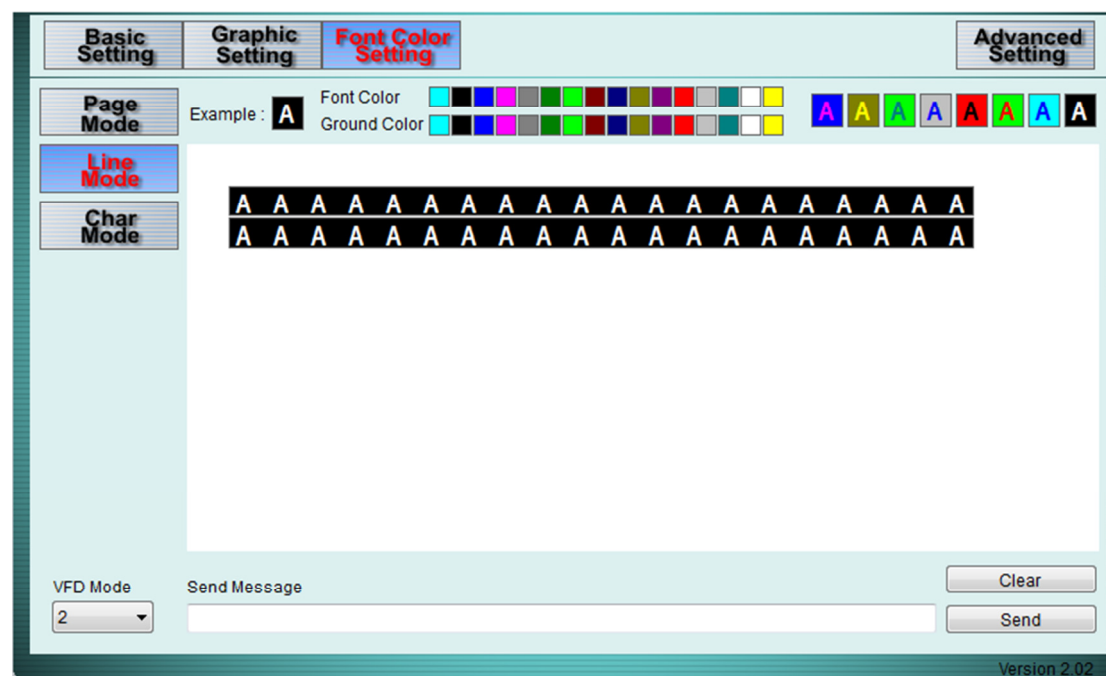 Basic Setting
Graphic Setting
Font Color Setting
Advanced Setting
Page Mode
Example : A
Font Color
Ground Color
A A A A A A A A
Line Mode
Char Mode
A A A A A A A A A A A A A A A A A A A A
A A A A A A A A A A A A A A A A A A A A
VFD Mode
Send Message
Clear
2
Send
Version 2.02